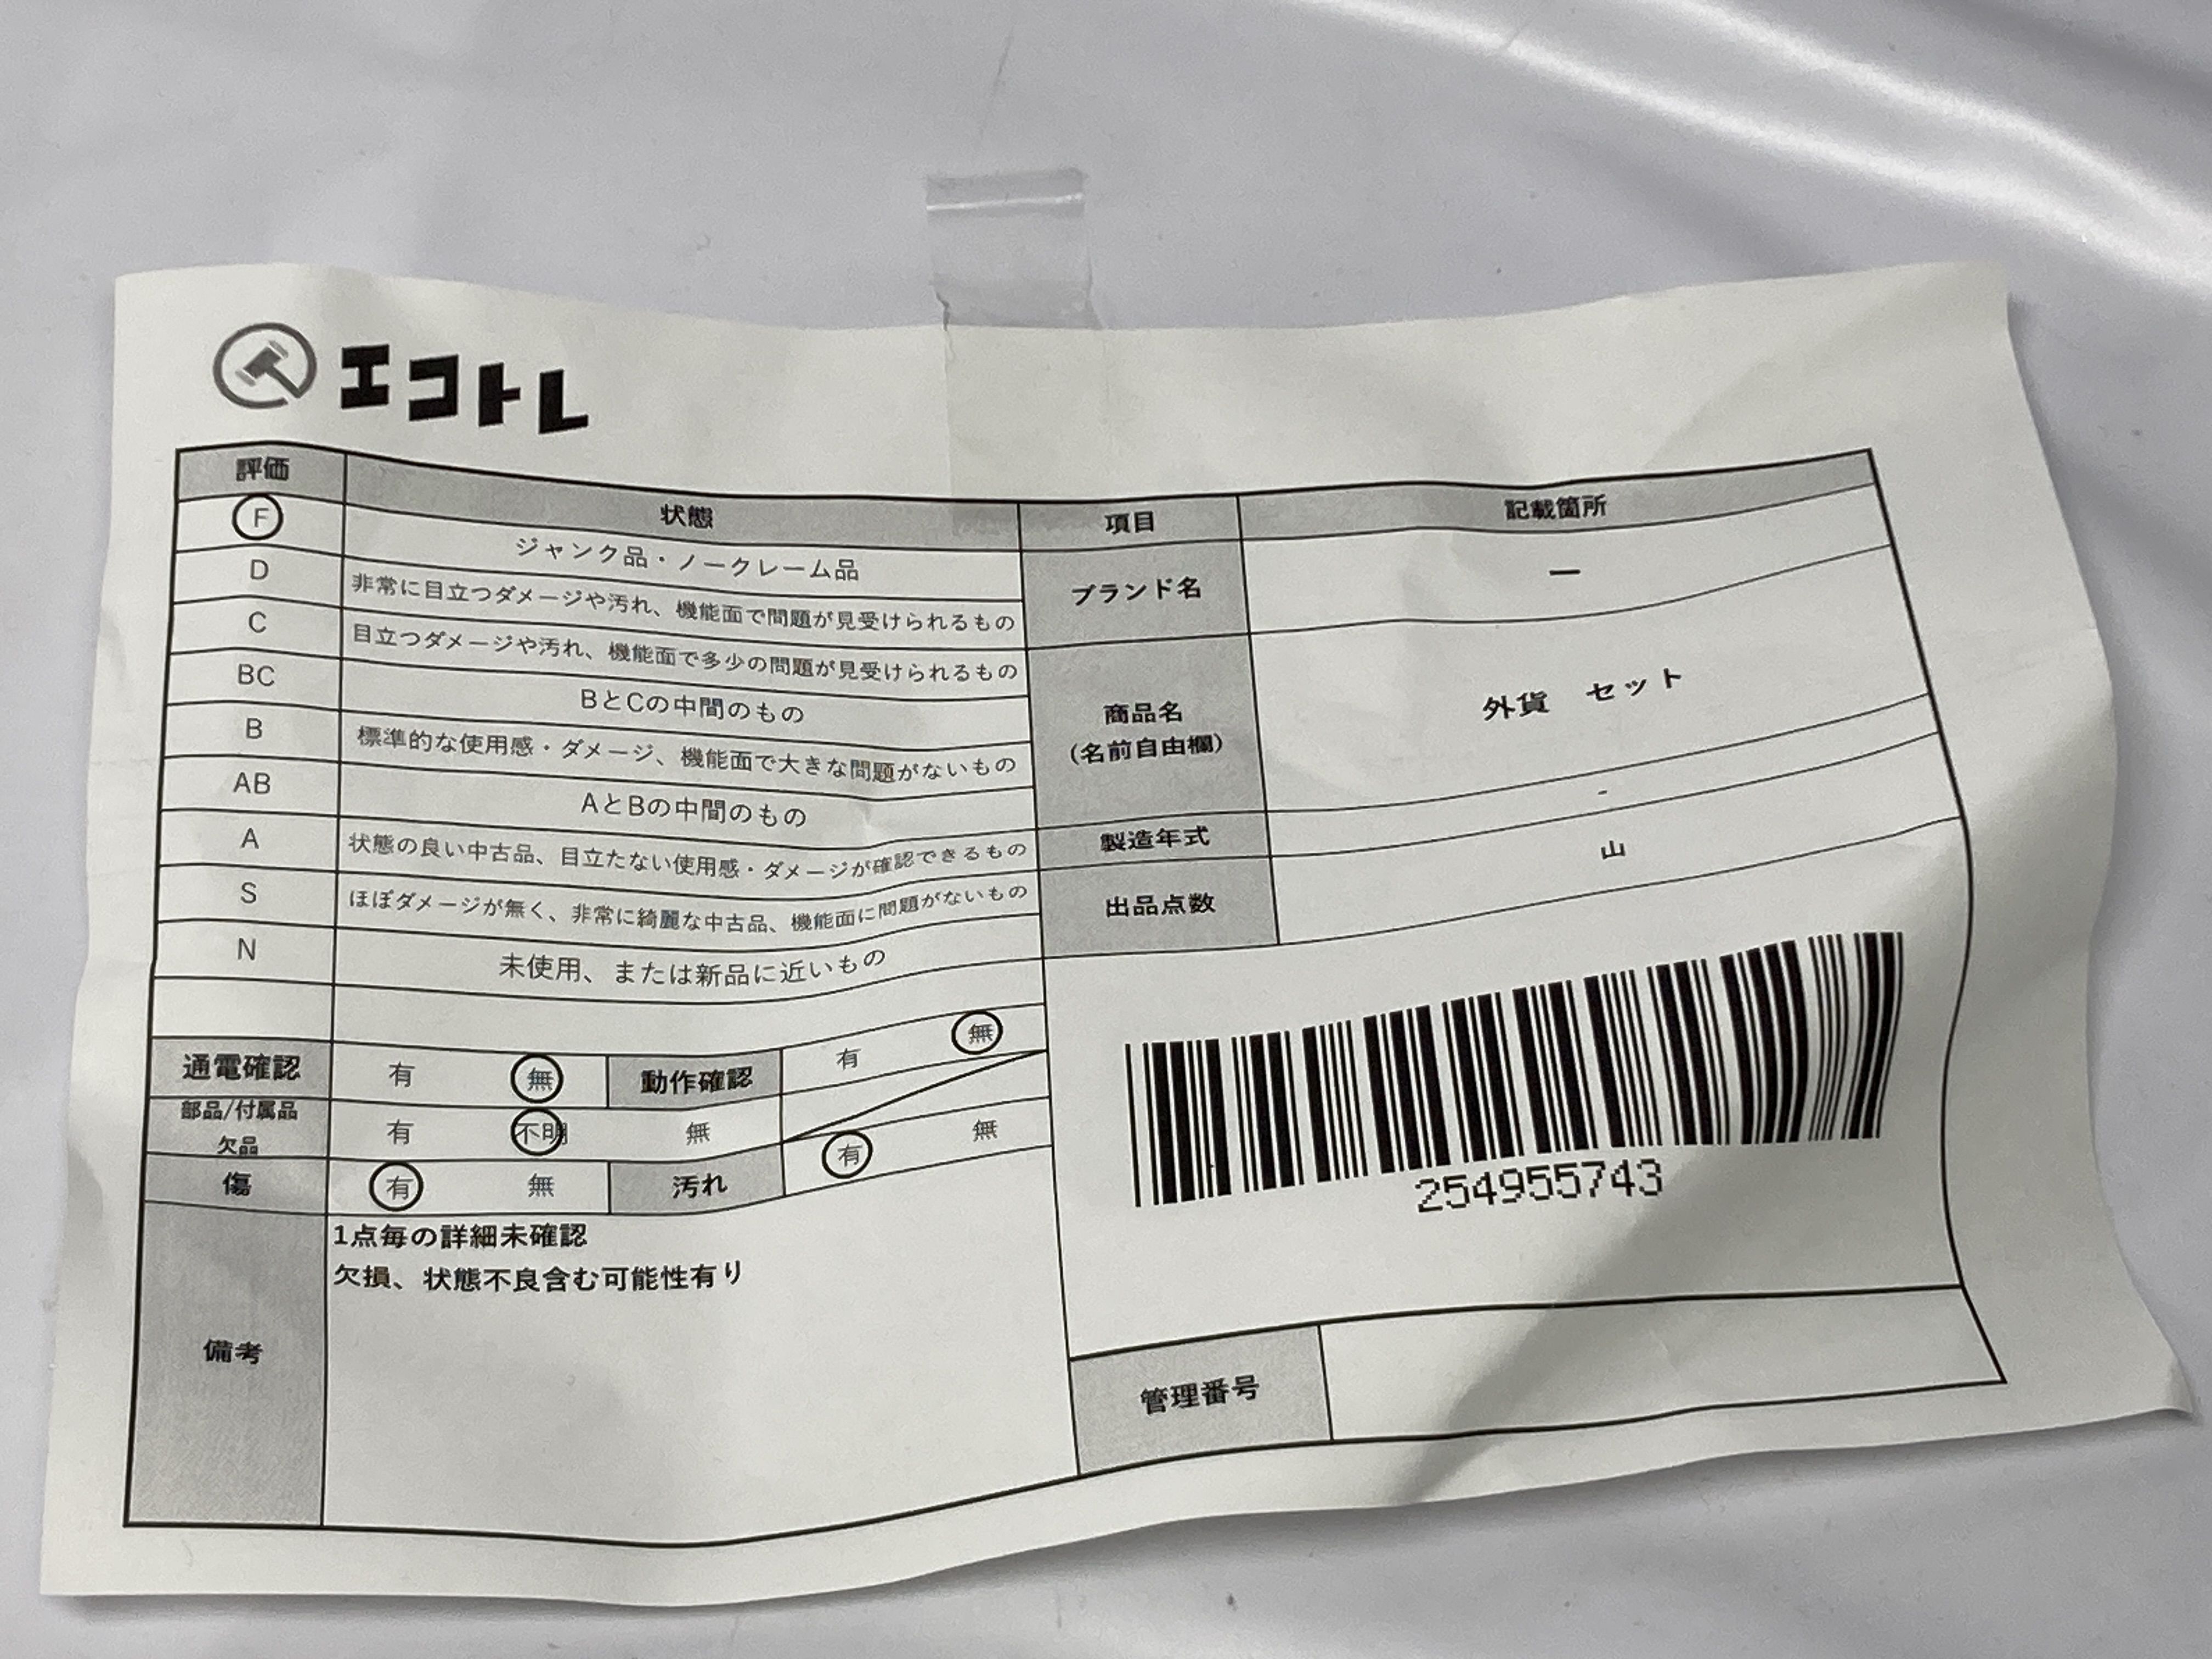 エコトレ
評価 状態
F ジャンク品・ノークレーム品
D 非常に目立つダメージや汚れ、機能面で問題が見受けられるもの
C 目立つダメージや汚れ、機能面で多少の問題が見受けられるもの
BC BとCの中間のもの
B 標準的な使用感・ダメージ、機能面で大きな問題がないもの
AB AとBの中間のもの
A 状態の良い中古品、目立たない使用感・ダメージが確認できるもの
S ほぼダメージが無く、非常に綺麗な中古品、機能面に問題がないもの
N 未使用、または新品に近いもの
通電確認 有 無 動作確認 有 無
部品/付属品
欠品 有 不明 無
傷 有 無 汚れ 有 無
備考
1点毎の詳細未確認
欠損、状態不良含む可能性有り
項目 記載箇所
ブランド名 ー
商品名
(名前自由欄) 外貨 セット
製造年式 -
出品点数 山
254955743
管理番号